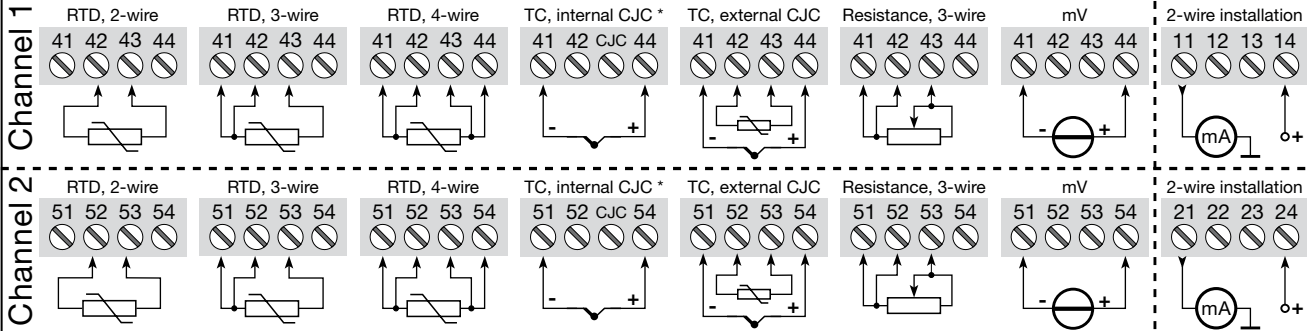 Channel 1
RTD, 2-wire RTD, 3-wire RTD, 4-wire TC, internal CJC * TC, external CJC Resistance, 3-wire mV 2-wire installation
41 42 43 44 41 42 43 44 41 42 43 44 41 42 CJC 44 41 42 43 44 41 42 43 44 41 42 43 44 11 12 13 14
- + - + - + mA +
Channel 2
RTD, 2-wire RTD, 3-wire RTD, 4-wire TC, internal CJC * TC, external CJC Resistance, 3-wire mV 2-wire installation
51 52 53 54 51 52 53 54 51 52 53 54 51 52 CJC 54 51 52 53 54 51 52 53 54 51 52 53 54 21 22 23 24
- + - + - + mA +